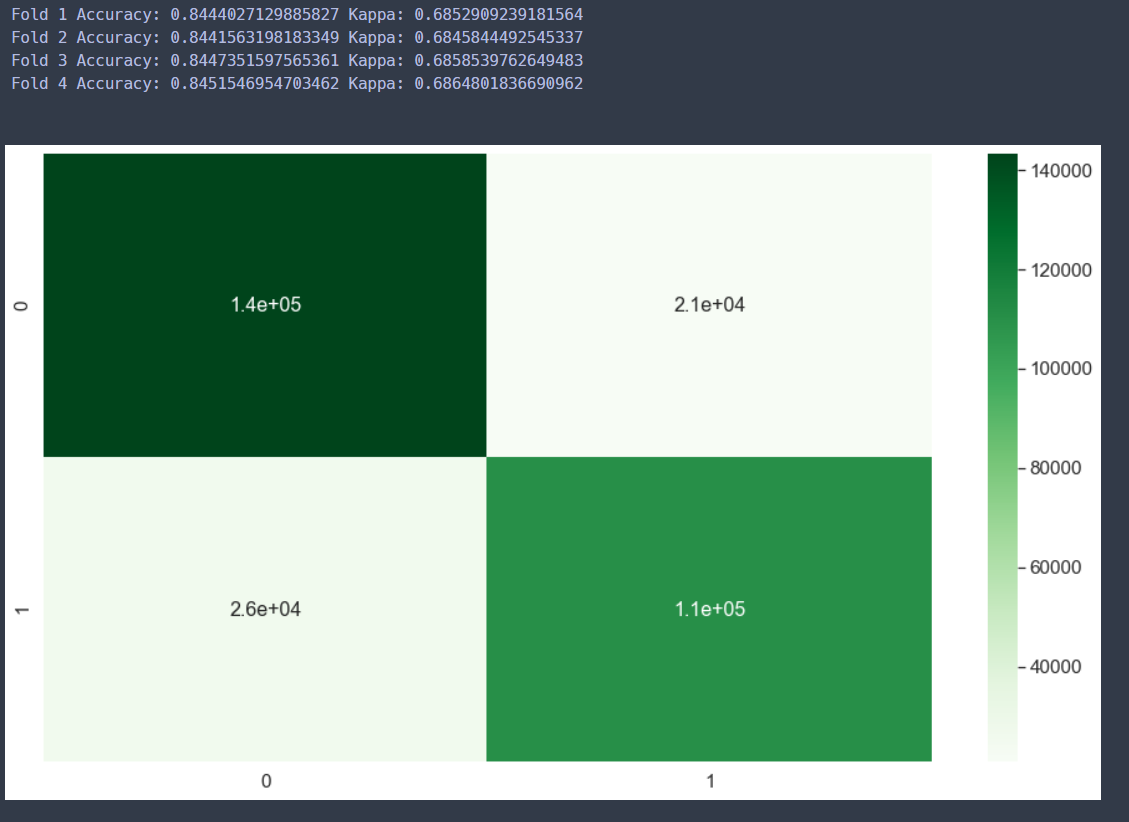 Fold 1 Accuracy: 0.8444027129885827 Kappa: 0.6852909239181564
Fold 2 Accuracy: 0.8441563198183349 Kappa: 0.6845844492545337
Fold 3 Accuracy: 0.8447351597565361 Kappa: 0.6858539762649483
Fold 4 Accuracy: 0.8451546954703462 Kappa: 0.6864801836690962
140000
120000
0
1.4e+05
2.1e+04
100000
80000
60000
1
2.6e+04
1.1e+05
40000
0
1